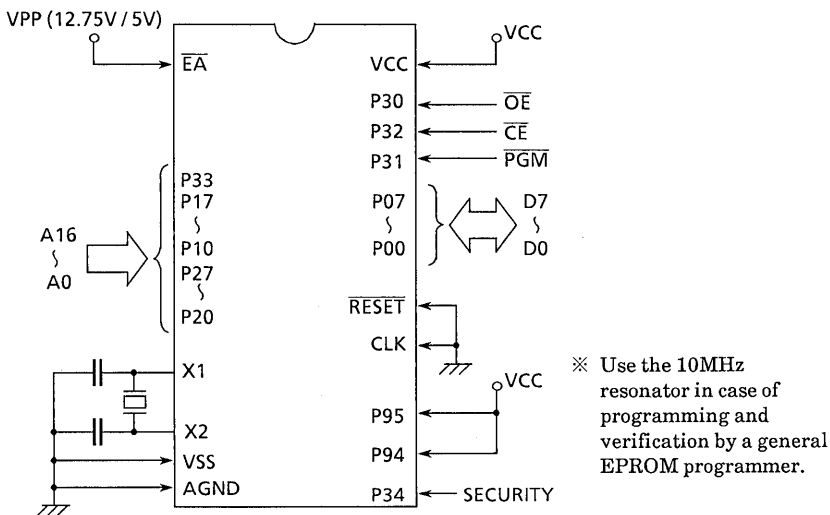 VPP (12.75V / 5V)
VCC
EA
VCC
P30
OE
P32
CE
P31
PGM
P33
P17
~
P10
P27
~
P20
A16
~
A0
P07
~
P00
D7
~
D0
RESET
CLK
X1
X2
VSS
AGND
VCC
P95
P94
P34
SECURITY
※ Use the 10MHz
resonator in case of
programming and
verification by a general
EPROM programmer.